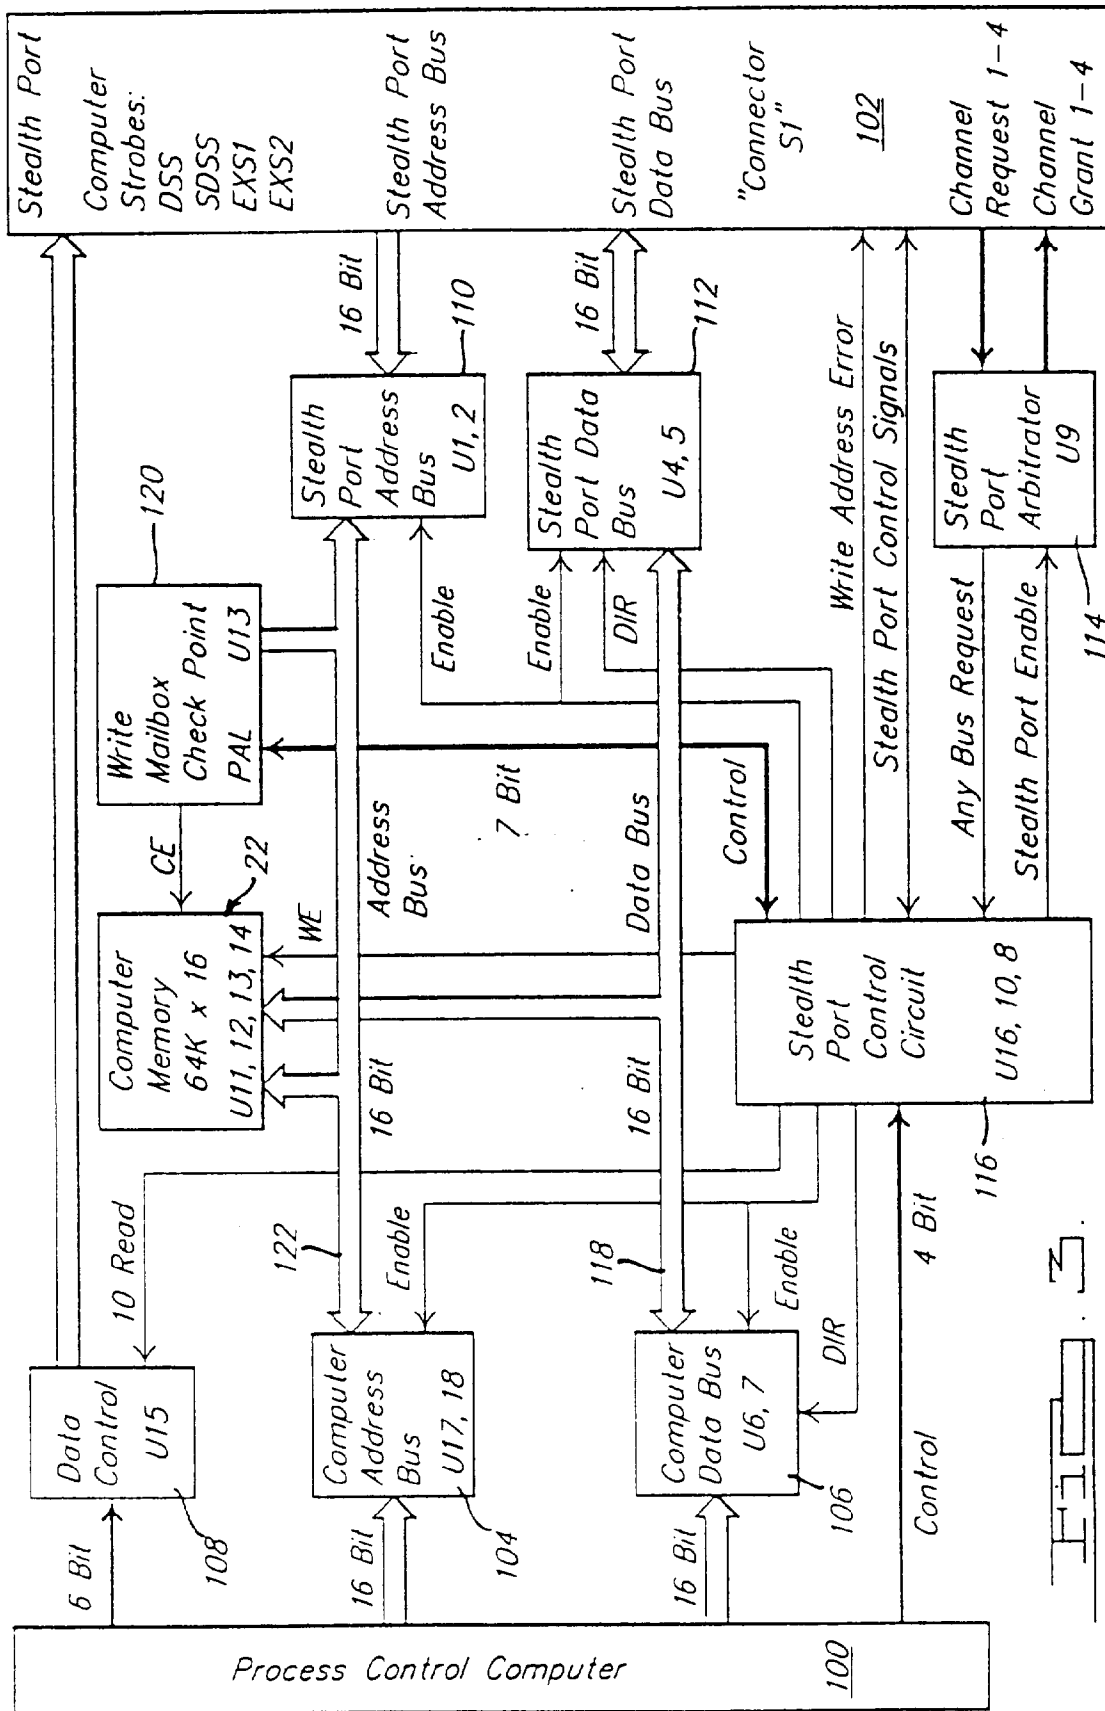 Process Control Computer
100
6 Bit
16 Bit
16 Bit
Control
4 Bit
Data
Control
U15
108
10 Read
Computer
Address
Bus
U17, 18
104
Enable
122
Computer
Data Bus
U6, 7
106
DIR
Enable
118
Computer
Memory
64K x 16
U11, 12, 13, 14
22
CE
WE
Write
Mailbox
Check Point
PAL U13
120
16 Bit
Address
Bus
7 Bit
16 Bit
Data Bus
Control
Stealth
Port
Control
Circuit
U16, 10, 8
116
Stealth
Port
Address
Bus
U1, 2
110
Enable
16 Bit
Stealth
Port Data
Bus
U4, 5
112
Enable
DIR
16 Bit
Write Address Error
Stealth Port Control Signals
Any Bus Request
Stealth Port Enable
Stealth
Port
Arbitrator
U9
114
Stealth Port
Computer
Strobes:
DSS
SDSS
EXS1
EXS2
Stealth Port
Address Bus
Stealth Port
Data Bus
"Connector
S1"
102
Channel
Request 1-4
Channel
Grant 1-4
FIG. 3.